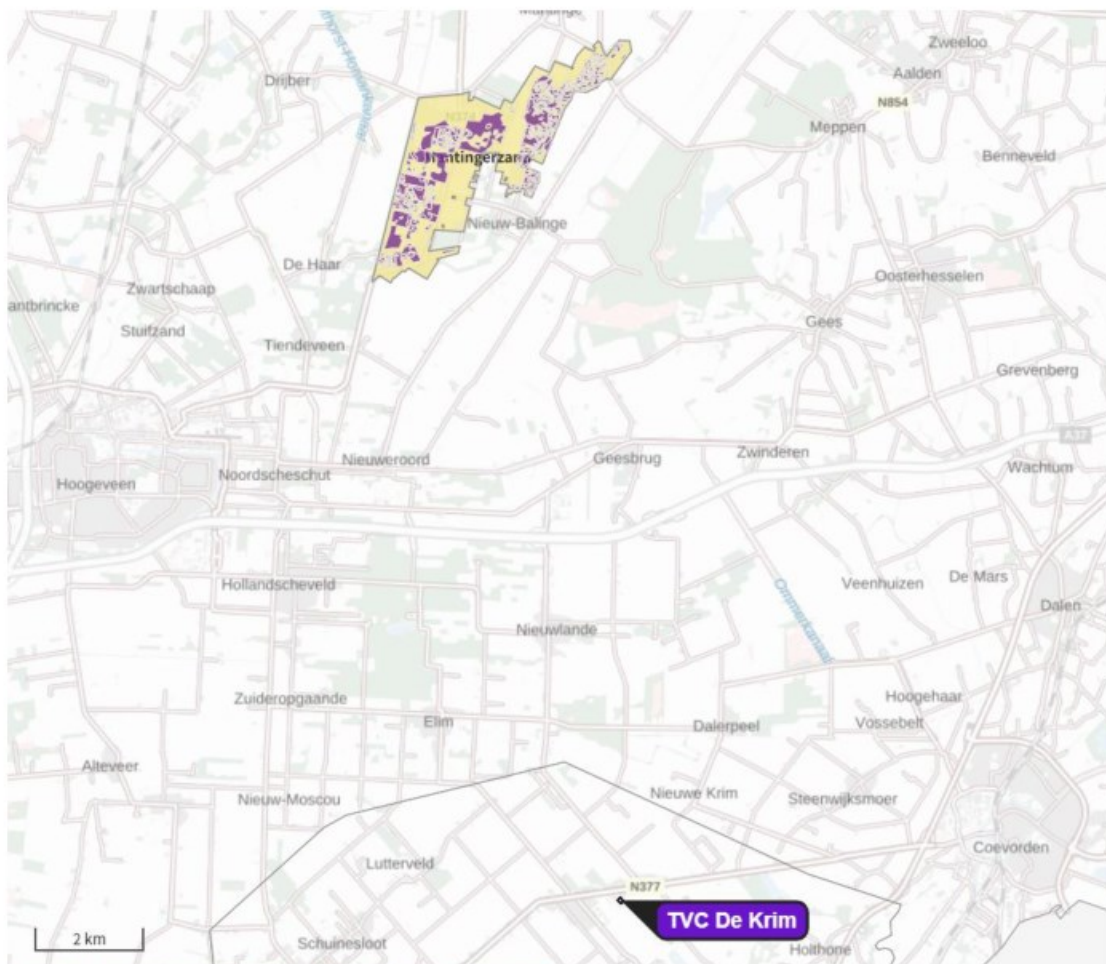 Mantinge
Zweeloo
Aalden
Drijber
N854
Meppen
Benneveld
Nieuw-Balinge
De Haar
Oosterhesselen
Zwartschaap
antbrincke
Stuifzand
Gees
Tiendeveen
Grevenberg
A37
Zwinderen
Nieuweroord
Geesbrug
Noordscheschut
Wachtum
Hoogeveen
Hollandscheveld
Veenhuizen
De Mars
Ommerkanaal
Dalen
Nieuwlande
Zuideropgaande
Hoogehaar
Elim
Dalerpeel
Vossebelt
Alteveer
Nieuw-Moscou
Nieuwe Krim
Steenwijksmoer
Coevorden
Lutterveld
N377
TVC De Krim
2 km
Schuinesloot
Holthone